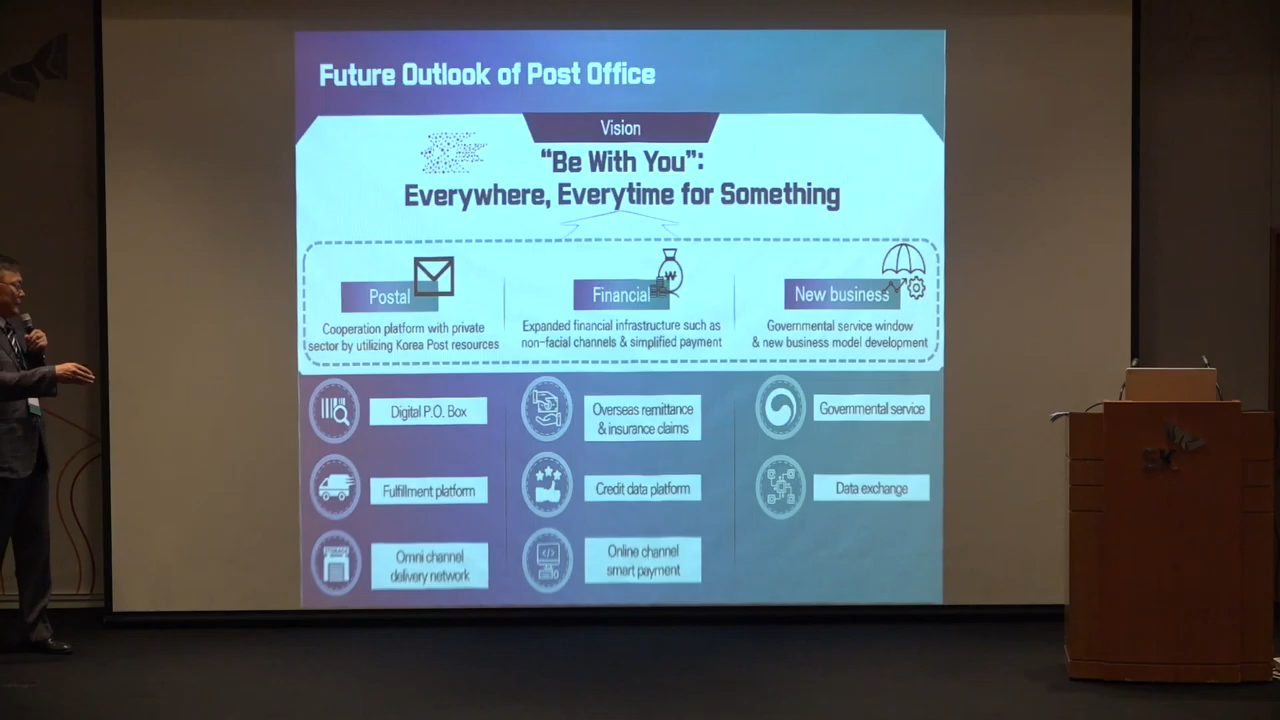 Future Outlook of Post Office
Vision
“Be With You”:
Everywhere, Everytime for Something
Postal
Cooperation platform with private
sector by utilizing Korea Post resources
Financial
₩
Expanded financial infrastructure such as
non-facial channels & simplified payment
New business
Governmental service window
& new business model development
Digital P.O. Box
Fulfillment platform
STORAGE
Omni channel
delivery network
Overseas remittance
& insurance claims
Credit data platform
</>
Online channel
smart payment
Governmental service
Data exchange
SK